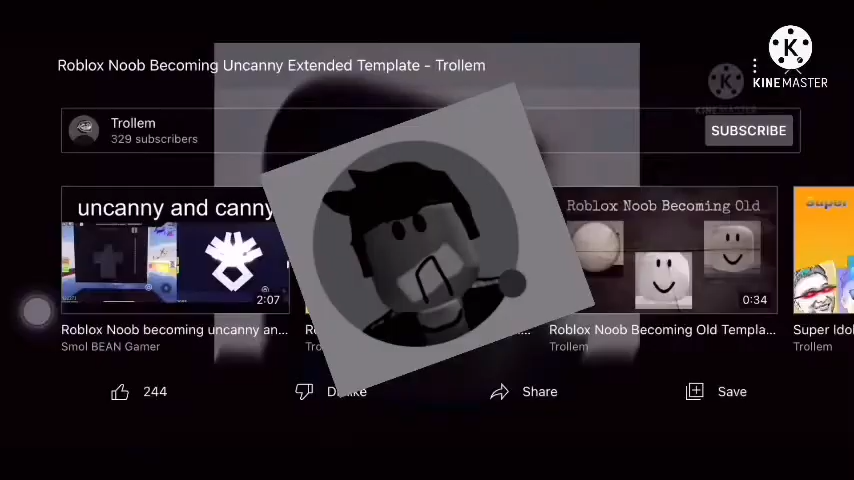 Roblox Noob Becoming Uncanny Extended Template - Trollem
KINEMASTER
KINEMASTER
Trollem
329 subscribers
SUBSCRIBE
uncanny and canny
2:07
Roblox Noob becoming uncanny an...
Smol BEAN Gamer
Roblox Noob Becoming Old
0:34
Roblox Noob Becoming Old Templa...
Trollem
Super
Super Idol
Trollem
244
Share
Save